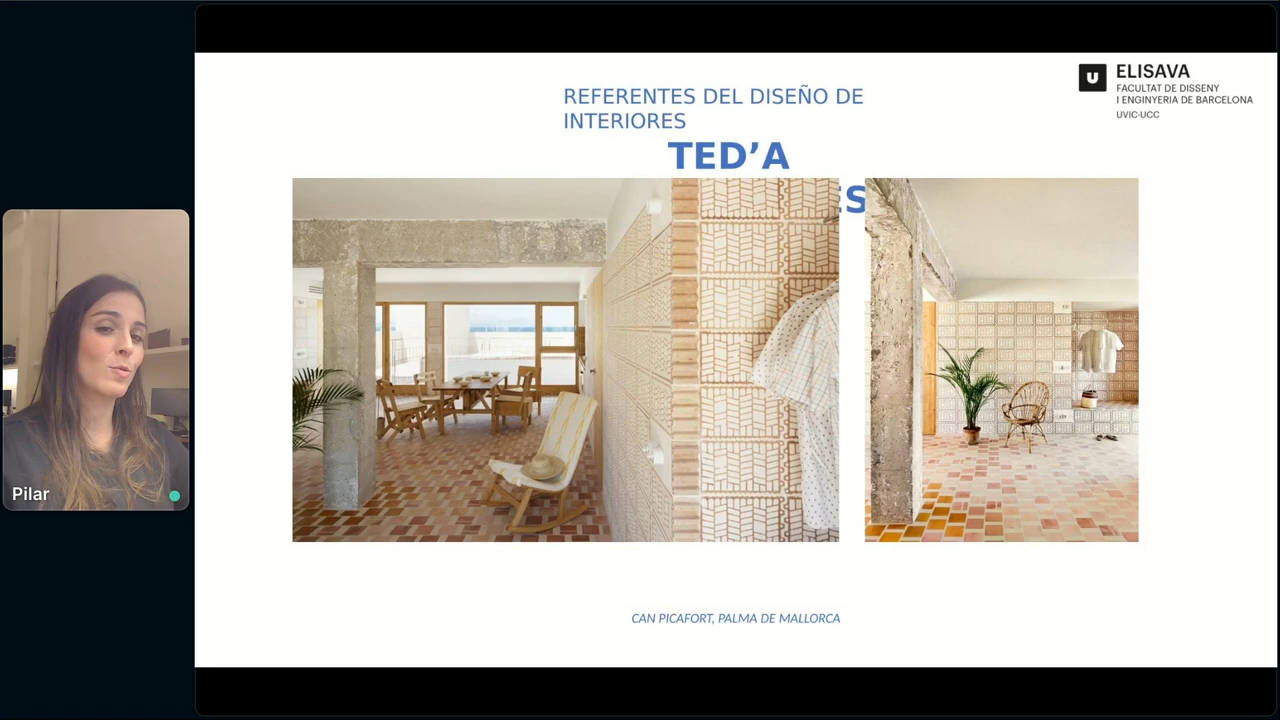 REFERENTES DEL DISEÑO DE
INTERIORES
TED’A
ES
U ELISAVA
FACULTAT DE DISSENY
I ENGINYERIA DE BARCELONA
UVIC·UCC
Pilar
CAN PICAFORT, PALMA DE MALLORCA